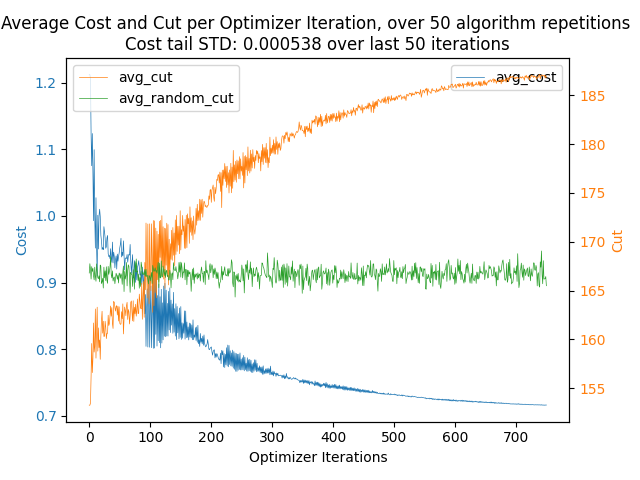 Average Cost and Cut per Optimizer Iteration, over 50 algorithm repetitions
Cost tail STD: 0.000538 over last 50 iterations
avg_cut
avg_random_cut
avg_cost
1.2
1.1
1.0
0.9
0.8
0.7
Cost
185
180
175
170
165
160
155
Cut
0 100 200 300 400 500 600 700
Optimizer Iterations